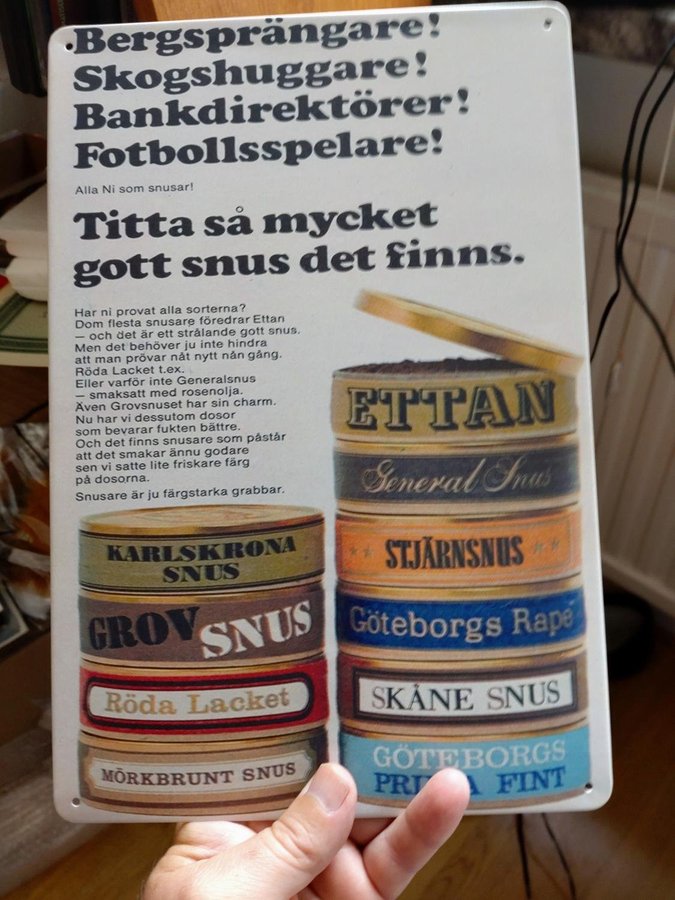 Bergsprängare!
Skogshuggare!
Bankdirektörer!
Fotbollsspelare!
Alla Ni som snusar!
Titta så mycket
gott snus det finns.
Har ni provat alla sorterna?
Dom flesta snusare föredrar Ettan
— och det är ett strålande gott snus.
Men det behöver ju inte hindra
att man prövar nåt nytt nån gång.
Röda Lacket t.ex.
Eller varför inte Generalsnus
— smaksatt med rosenolja.
Även Grovsnuset har sin charm.
Nu har vi dessutom dosor
som bevarar fukten bättre.
Och det finns snusare som påstår
att det smakar ännu godare
sen vi satte lite friskare färg
på dosorna.
Snusare är ju färgstarka grabbar.
KARLSKRONA
SNUS
GROV SNUS
Röda Lacket
MÖRKBRUNT SNUS
ETTAN
General Snus
STJÄRNSNUS
Göteborgs Rapé
SKÅNE SNUS
GÖTEBORGS
FINT